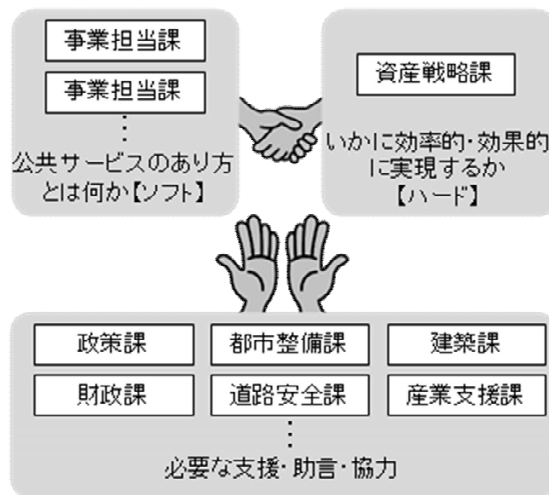 事業担当課
事業担当課
⋮
公共サービスのあり方
とは何か【ソフト】
資産戦略課
いかに効率的・効果的
に実現するか
【ハード】
政策課
都市整備課
建築課
財政課
道路安全課
産業支援課
⋮
必要な支援・助言・協力